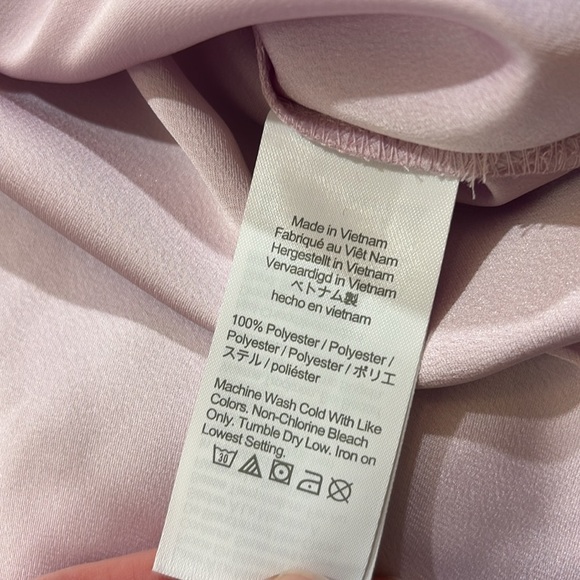 Made in Vietnam
Fabriqué au Viêt Nam
Hergestellt in Vietnam
Vervaardigd in Vietnam
ベトナム製
hecho en vietnam
100% Polyester / Polyester /
Polyester / Polyester / ポリエ
ステル / poliéster
Machine Wash Cold With Like
Colors. Non-Chlorine Bleach
Only. Tumble Dry Low. Iron on
Lowest Setting.
30